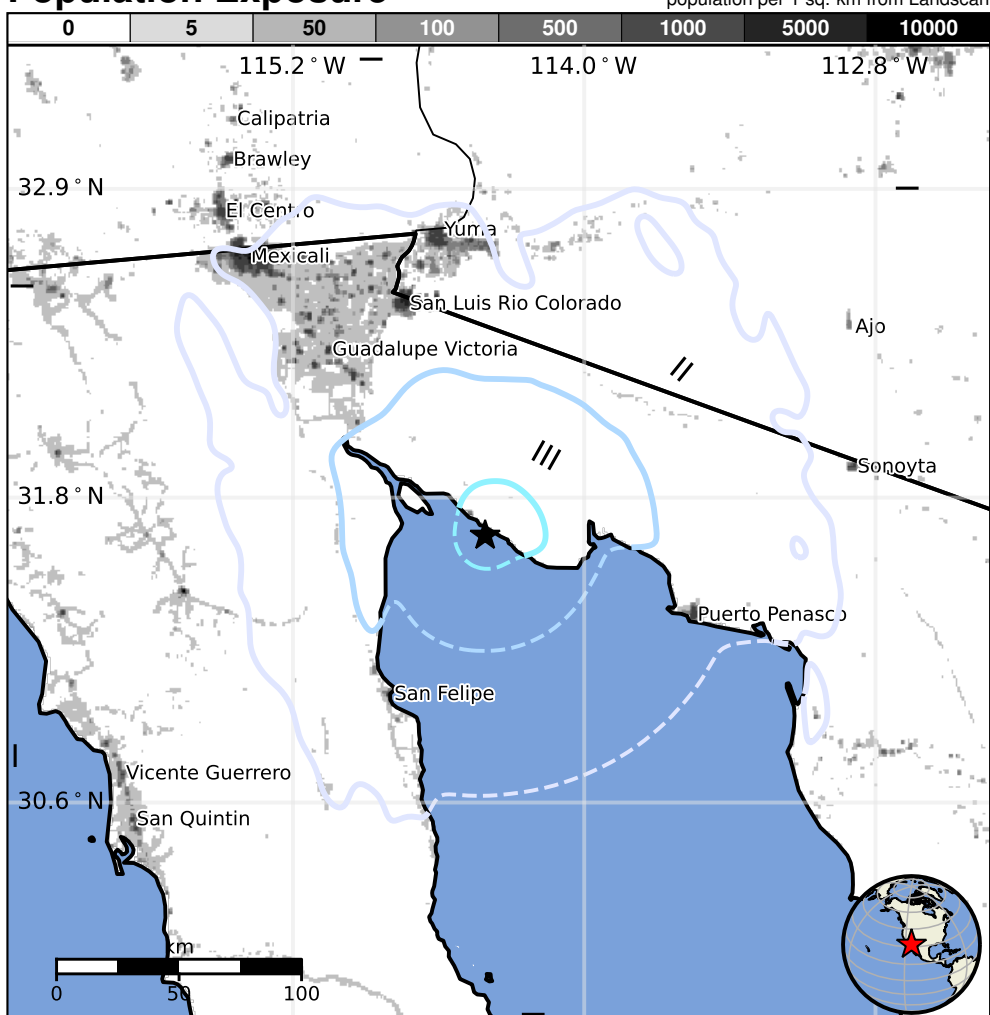 Population Exposure
population per 1 sq. km from Landscan
0 5 50 100 500 1000 5000 10000
115.2°W 114.0°W 112.8°W
Calipatria
Brawley
32.9°N
El Centro
Yuma
Mexicali
San Luis Rio Colorado
Ajo
Guadalupe Victoria
II
III
Sonoyta
31.8°N
Puerto Penasco
San Felipe
I
Vicente Guerrero
30.6°N
San Quintin
km
0 50 100